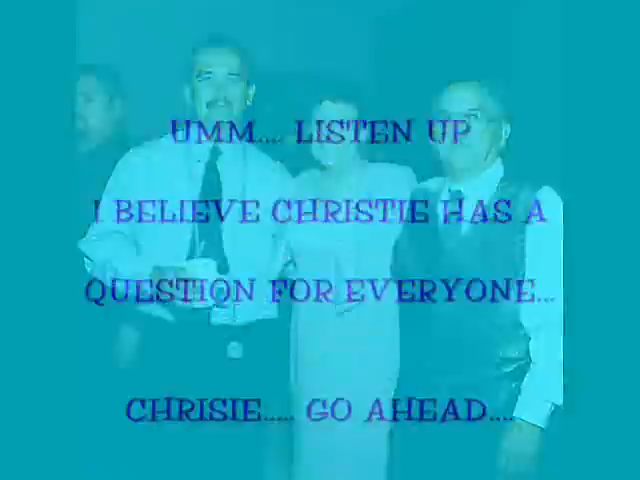 UMM.... LISTEN UP
I BELIEVE CHRISTIE HAS A
QUESTION FOR EVERYONE...
CHRISIE..... GO AHEAD....